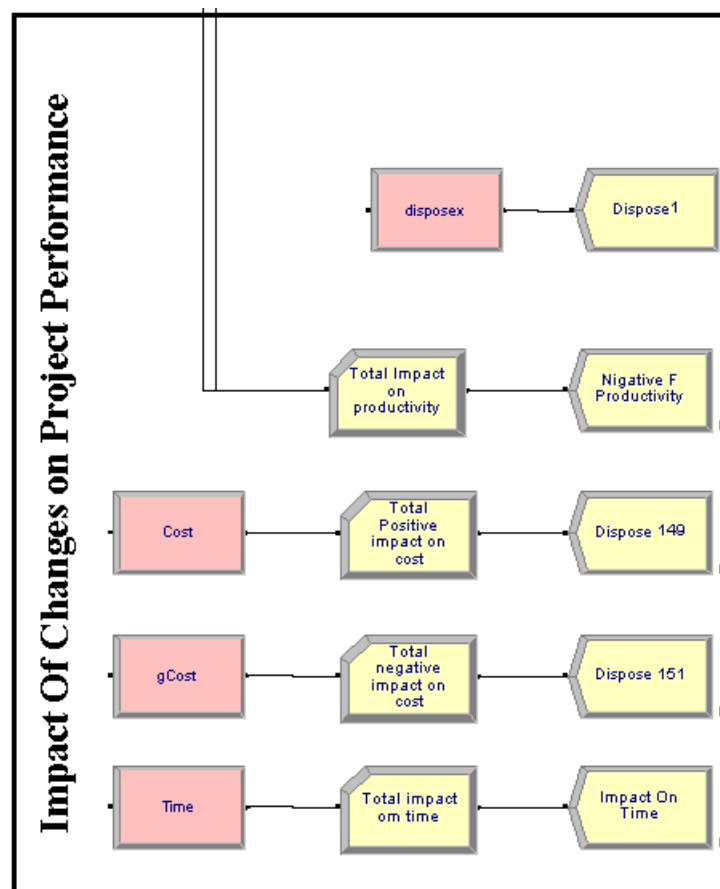 Impact Of Changes on Project Performance
disposex
Dispose1
Total Impact
on
productivity
Nigative F
Productivity
Cost
Total
Positive
impact on
cost
Dispose 149
gCost
Total
negative
impact on
cost
Dispose 151
Time
Total impact
om time
Impact On
Time